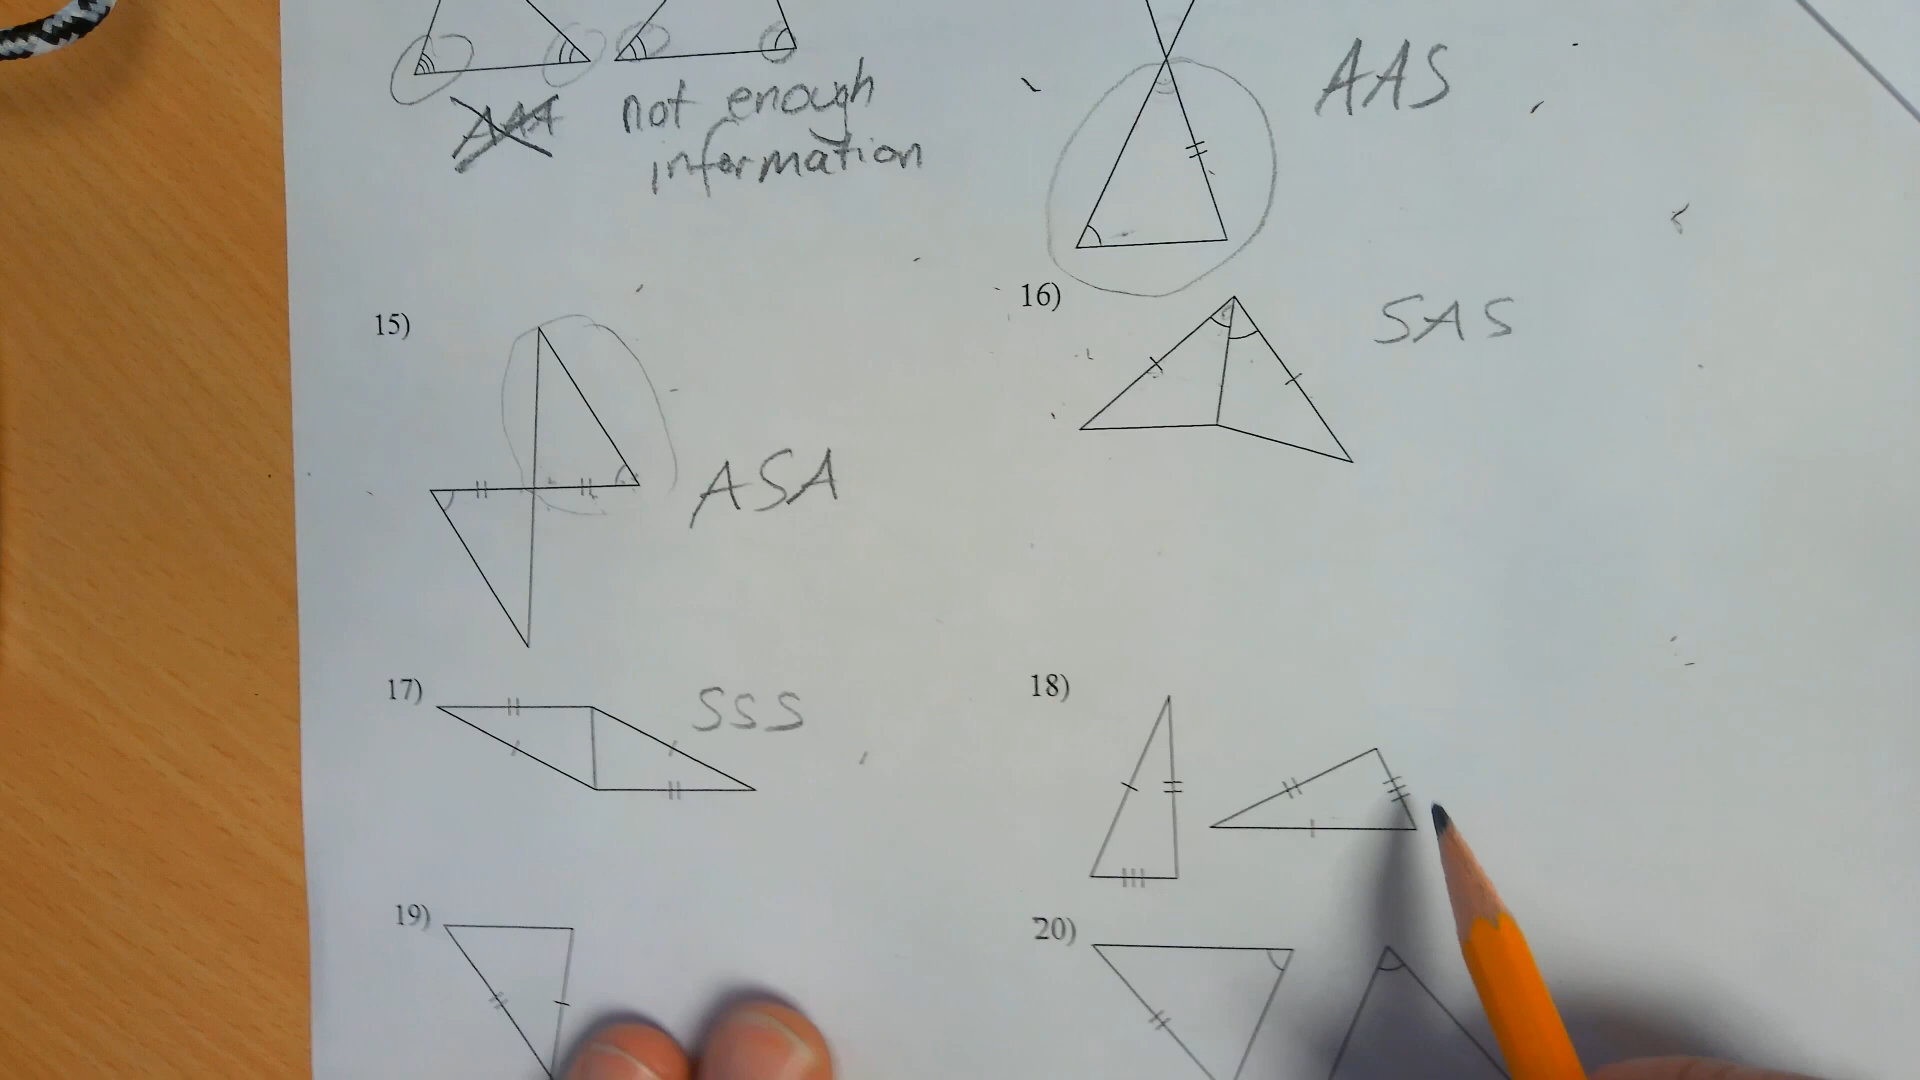 AAA not enough
information
AAS
15)
ASA
16)
SAS
17)
SSS
18)
19)
20)